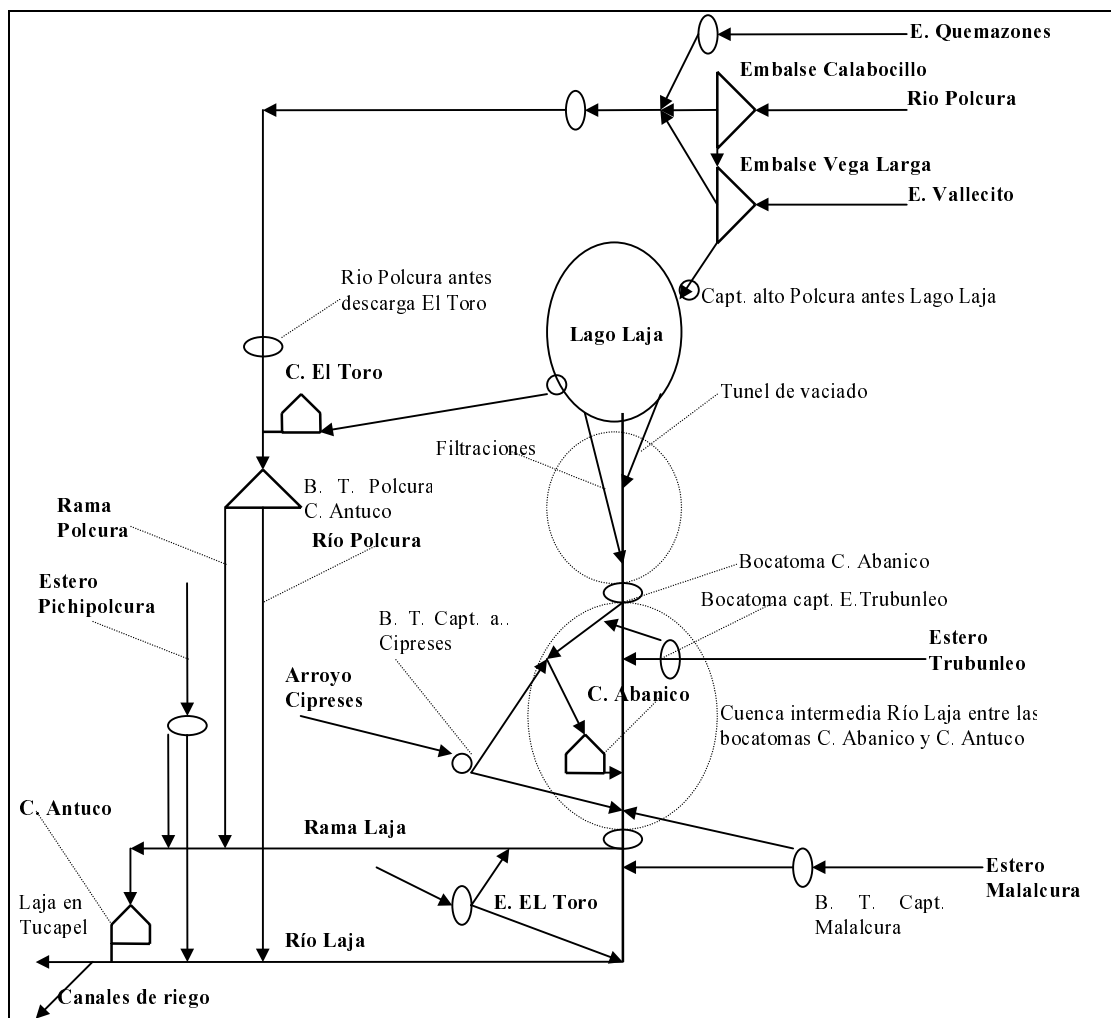 E. Quemazones
Embalse Calabocillo
Rio Polcura
Embalse Vega Larga
E. Vallecito
Rio Polcura antes
descarga El Toro
Capt. alto Polcura antes Lago Laja
Lago Laja
C. El Toro
Tunel de vaciado
Filtraciones
B. T. Polcura
C. Antuco
Rama
Polcura
Río Polcura
Bocatoma C. Abanico
Estero
Pichipolcura
Bocatoma capt. E.Trubunleo
B. T. Capt. a..
Cipreses
Estero
Trubunleo
Arroyo
Cipreses
C. Abanico
Cuenca intermedia Río Laja entre las
bocatomas C. Abanico y C. Antuco
C. Antuco
Rama Laja
Estero
Malalcura
E. EL Toro
B. T. Capt.
Malalcura
Laja en
Tucapel
Río Laja
Canales de riego